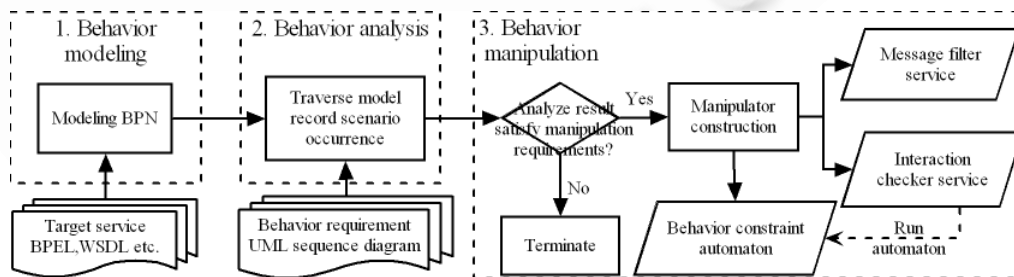 1. Behavior
modeling
2. Behavior analysis
3. Behavior
manipulation
Modeling BPN
Traverse model
record scenario
occurrence
Analyze result
satisfy manipulation
requirements?
Yes
No
Manipulator
construction
Message filter
service
Interaction
checker service
Target service
BPEL,WSDL etc.
Behavior requirement
UML sequence diagram
Terminate
Behavior constraint
automaton
Run
automaton